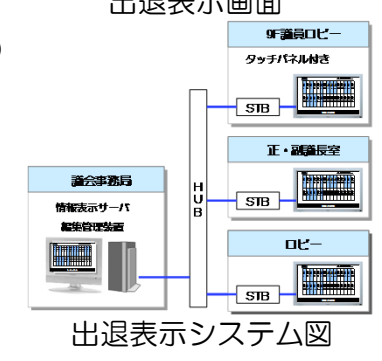 出退表示画面
9F議員ロビー
タッチパネル付き
STB
正・副議長室
STB
議会事務局
情報表示サーバ
編集管理装置
HUB
ロビー
STB
出退表示システム図